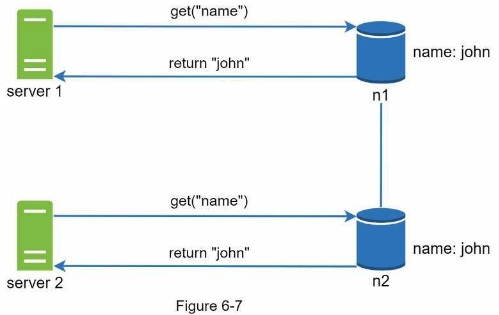 get("name")
return "john"
name: john
server 1
n1
get("name")
return "john"
name: john
server 2
n2
Figure 6-7